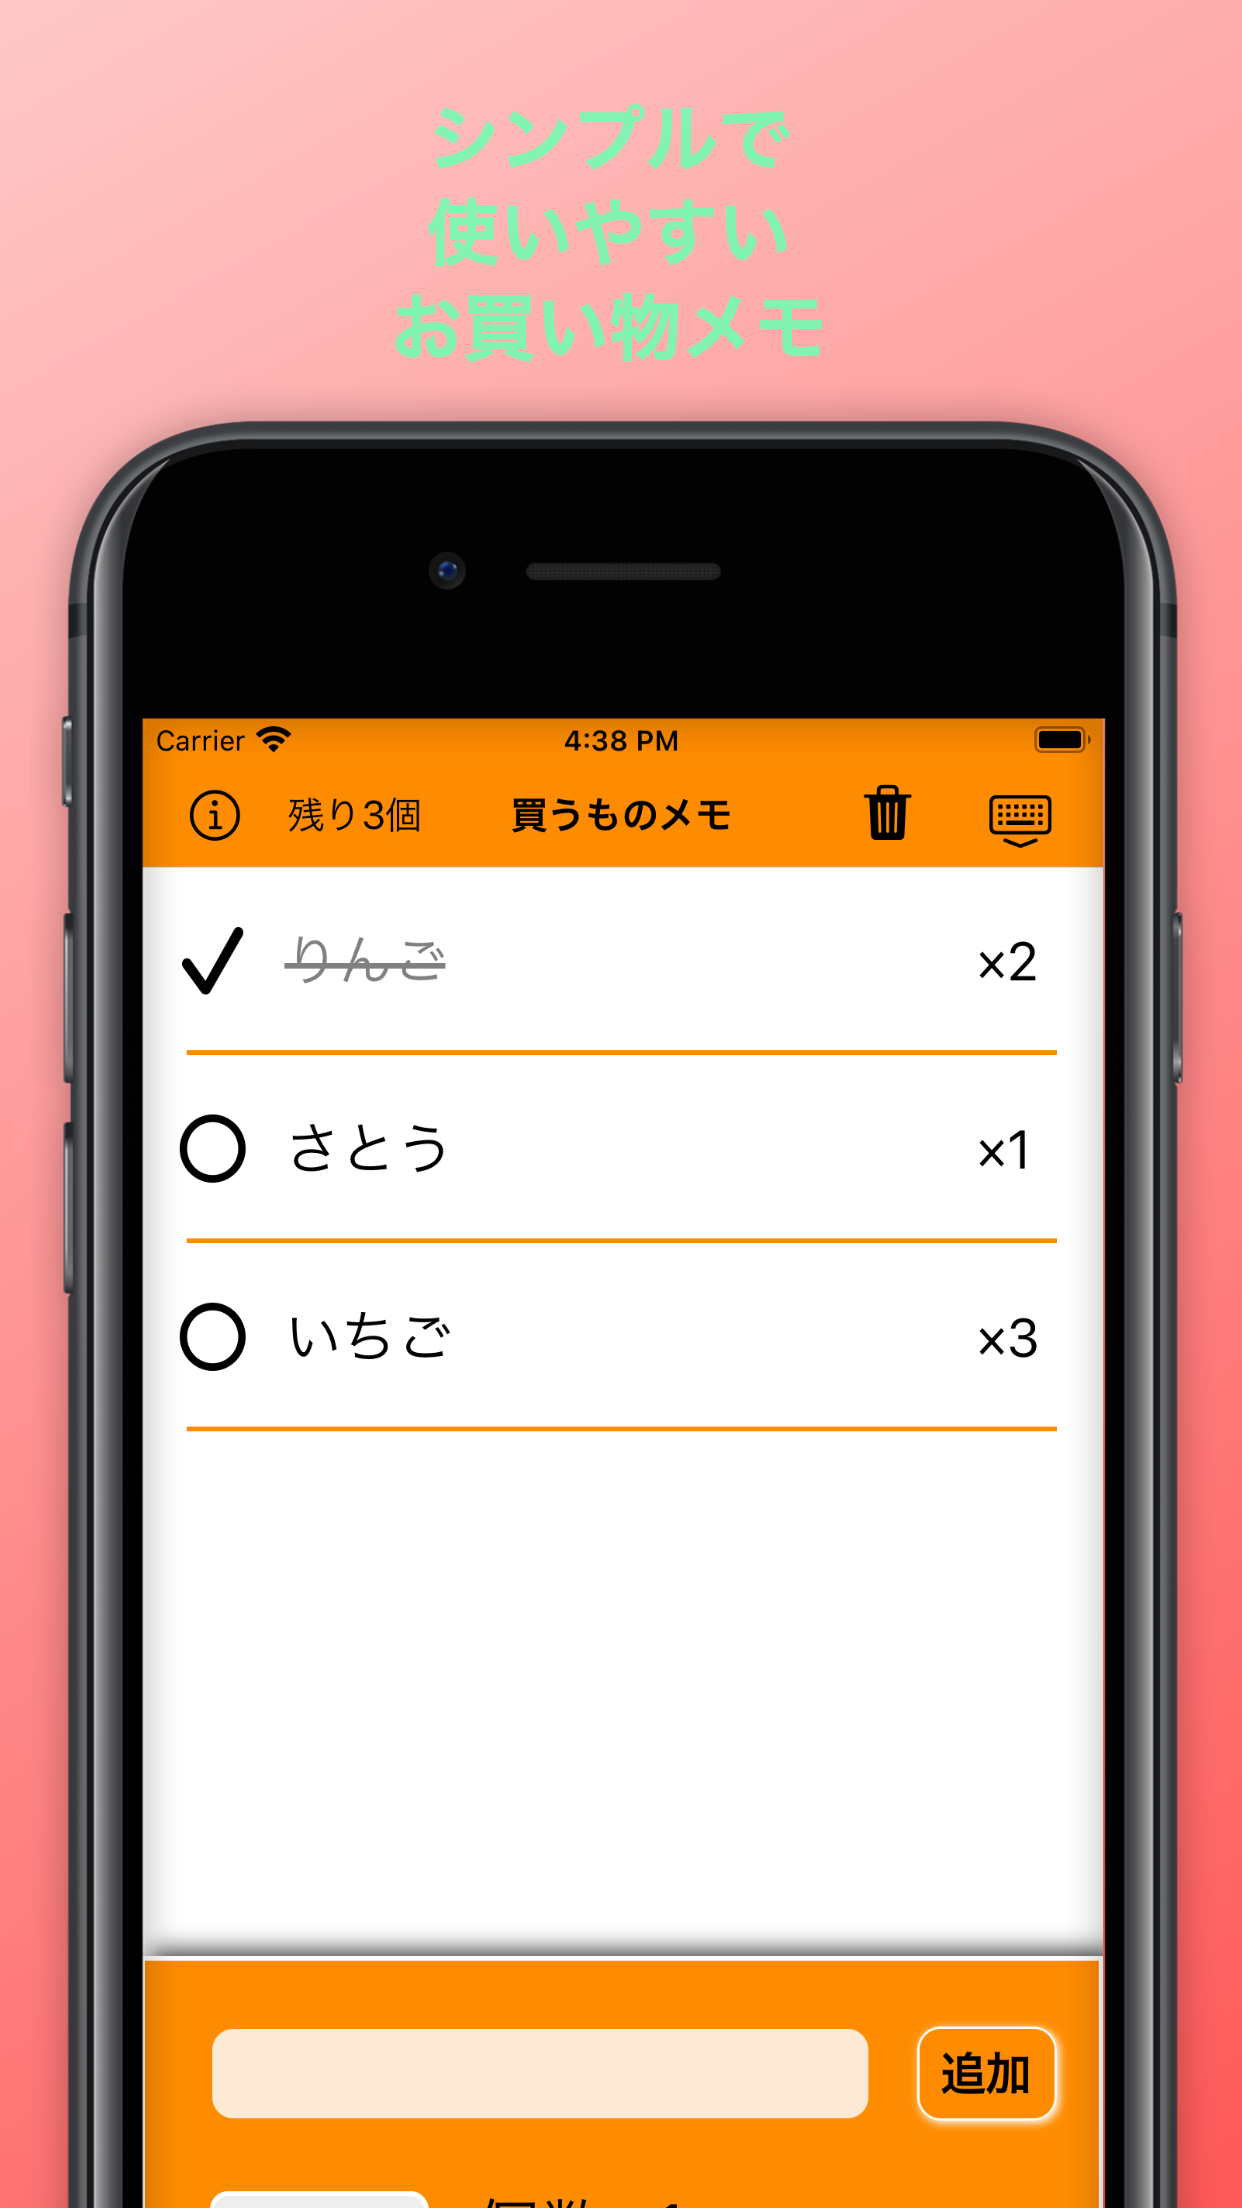 シンプルで
使いやすい
お買い物メモ
Carrier 4:38 PM
残り3個 買うものメモ
りんご ×2
さとう ×1
いちご ×3
追加